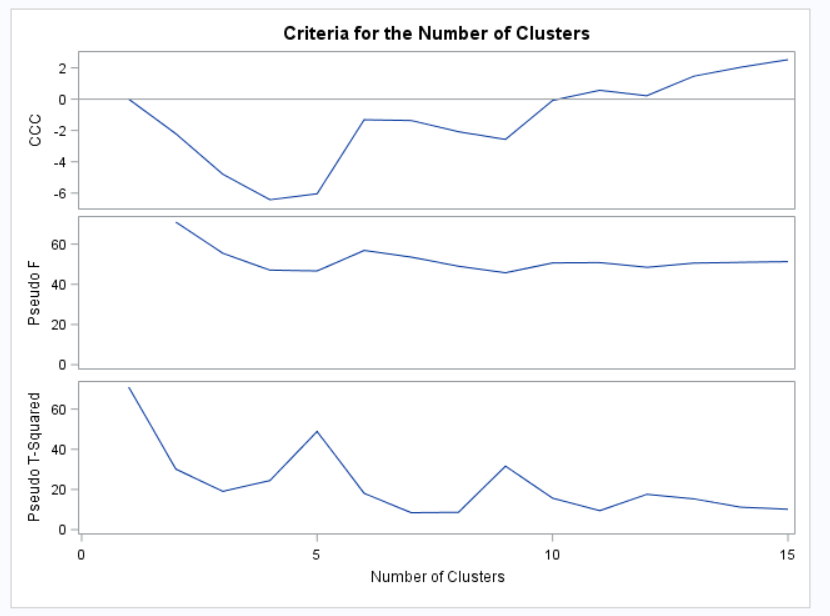 Criteria for the Number of Clusters
CCC
2
0
-2
-4
-6
Pseudo F
60
40
20
0
Pseudo T-Squared
60
40
20
0
0 5 10 15
Number of Clusters